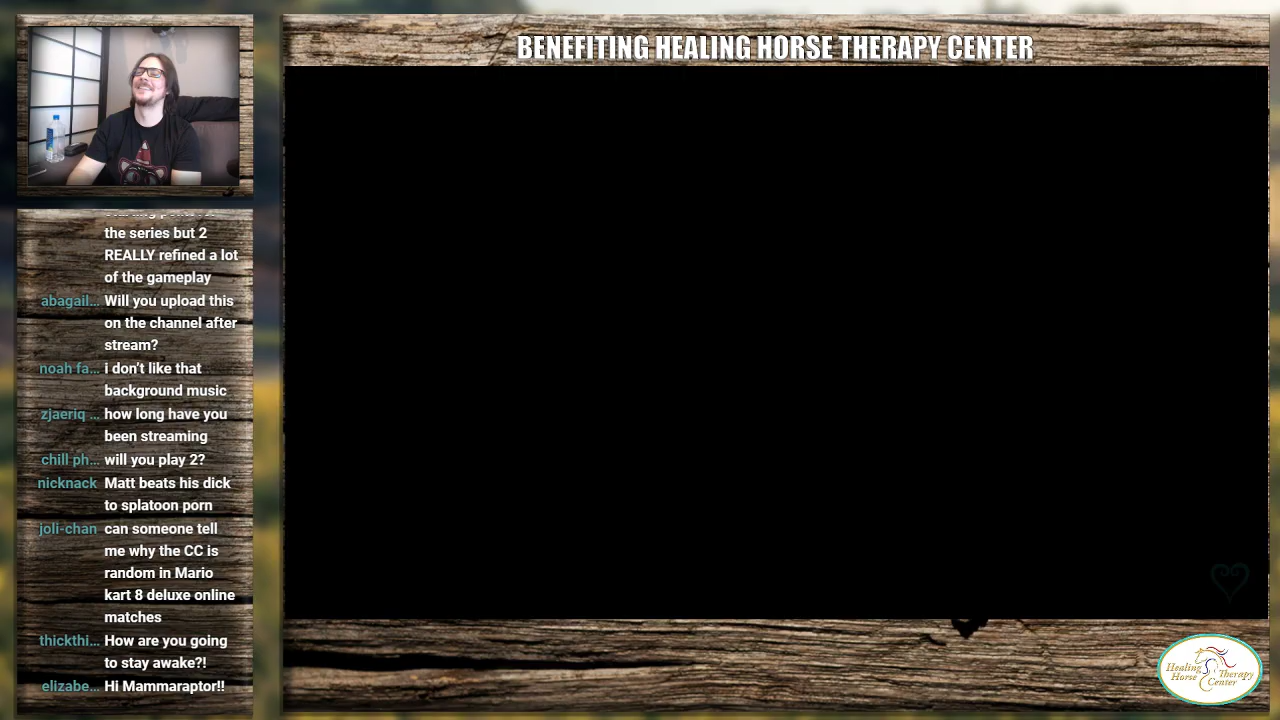 BENEFITING HEALING HORSE THERAPY CENTER
the series but 2
REALLY refined a lot
of the gameplay
abagail... Will you upload this
on the channel after
stream?
noah fa... i don't like that
background music
zjaeriq ... how long have you
been streaming
chill ph... will you play 2?
nicknack Matt beats his dick
to splatoon porn
joli-chan can someone tell
me why the CC is
random in Mario
kart 8 deluxe online
matches
thickthi... How are you going
to stay awake?!
elizabe... Hi Mammaraptor!!
Healing
Horse Therapy
Center